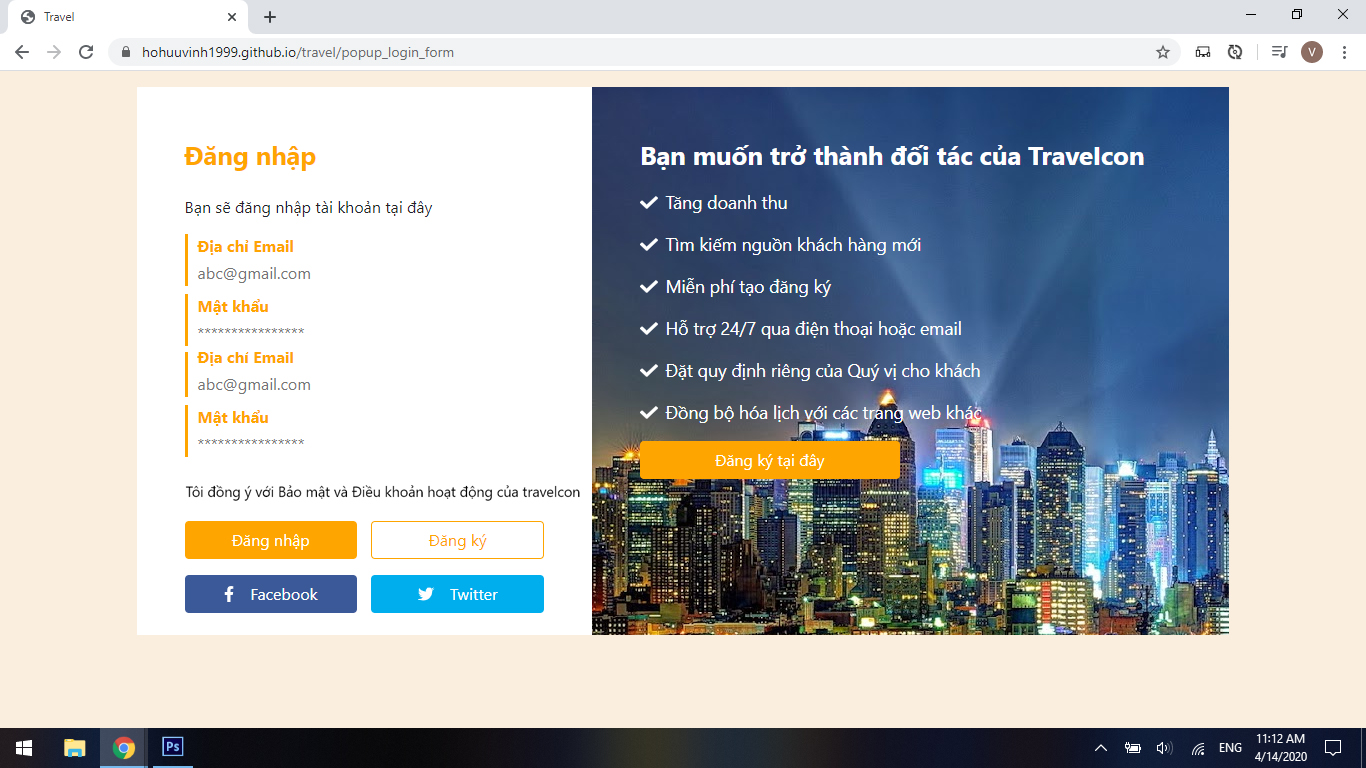 Travel
hohuuvinh1999.github.io/travel/popup_login_form
V
Đăng nhập
Bạn sẽ đăng nhập tài khoản tại đây
Địa chỉ Email
abc@gmail.com
Mật khẩu
****************
Địa chỉ Email
abc@gmail.com
Mật khẩu
****************
Tôi đồng ý với Bảo mật và Điều khoản hoạt động của travelcon
Đăng nhập
Đăng ký
Facebook
Twitter
Bạn muốn trở thành đối tác của Travelcon
Tăng doanh thu
Tìm kiếm nguồn khách hàng mới
Miễn phí tạo đăng ký
Hỗ trợ 24/7 qua điện thoại hoặc email
Đặt quy định riêng của Quý vị cho khách
Đồng bộ hóa lịch với các trang web khác
Đăng ký tại đây
Ps
ENG
11:12 AM
4/14/2020